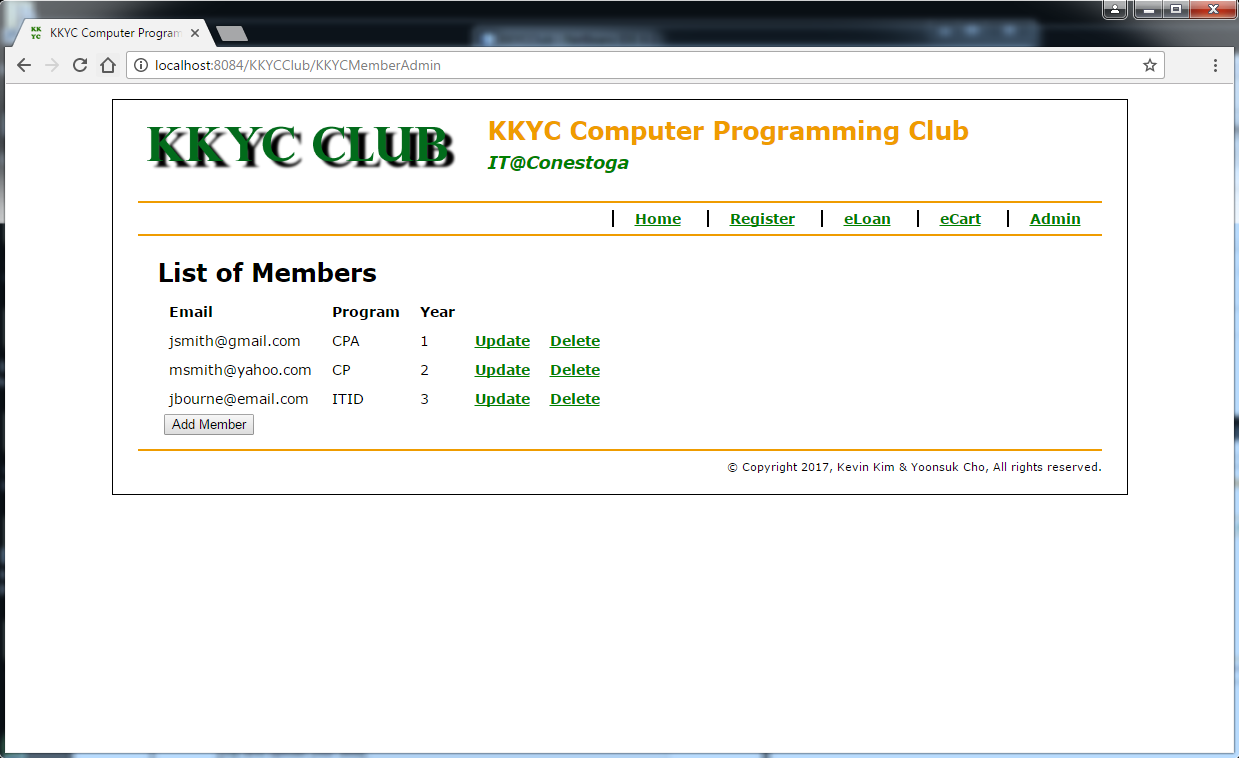 KK
YC
KKYC Computer Program
localhost:8084/KKYCClub/KKYCMemberAdmin
KKYC CLUB
KKYC Computer Programming Club
IT@Conestoga
Home Register eLoan eCart Admin
List of Members
Email Program Year
jsmith@gmail.com CPA 1 Update Delete
msmith@yahoo.com CP 2 Update Delete
jbourne@email.com ITID 3 Update Delete
Add Member
© Copyright 2017, Kevin Kim & Yoonsuk Cho, All rights reserved.